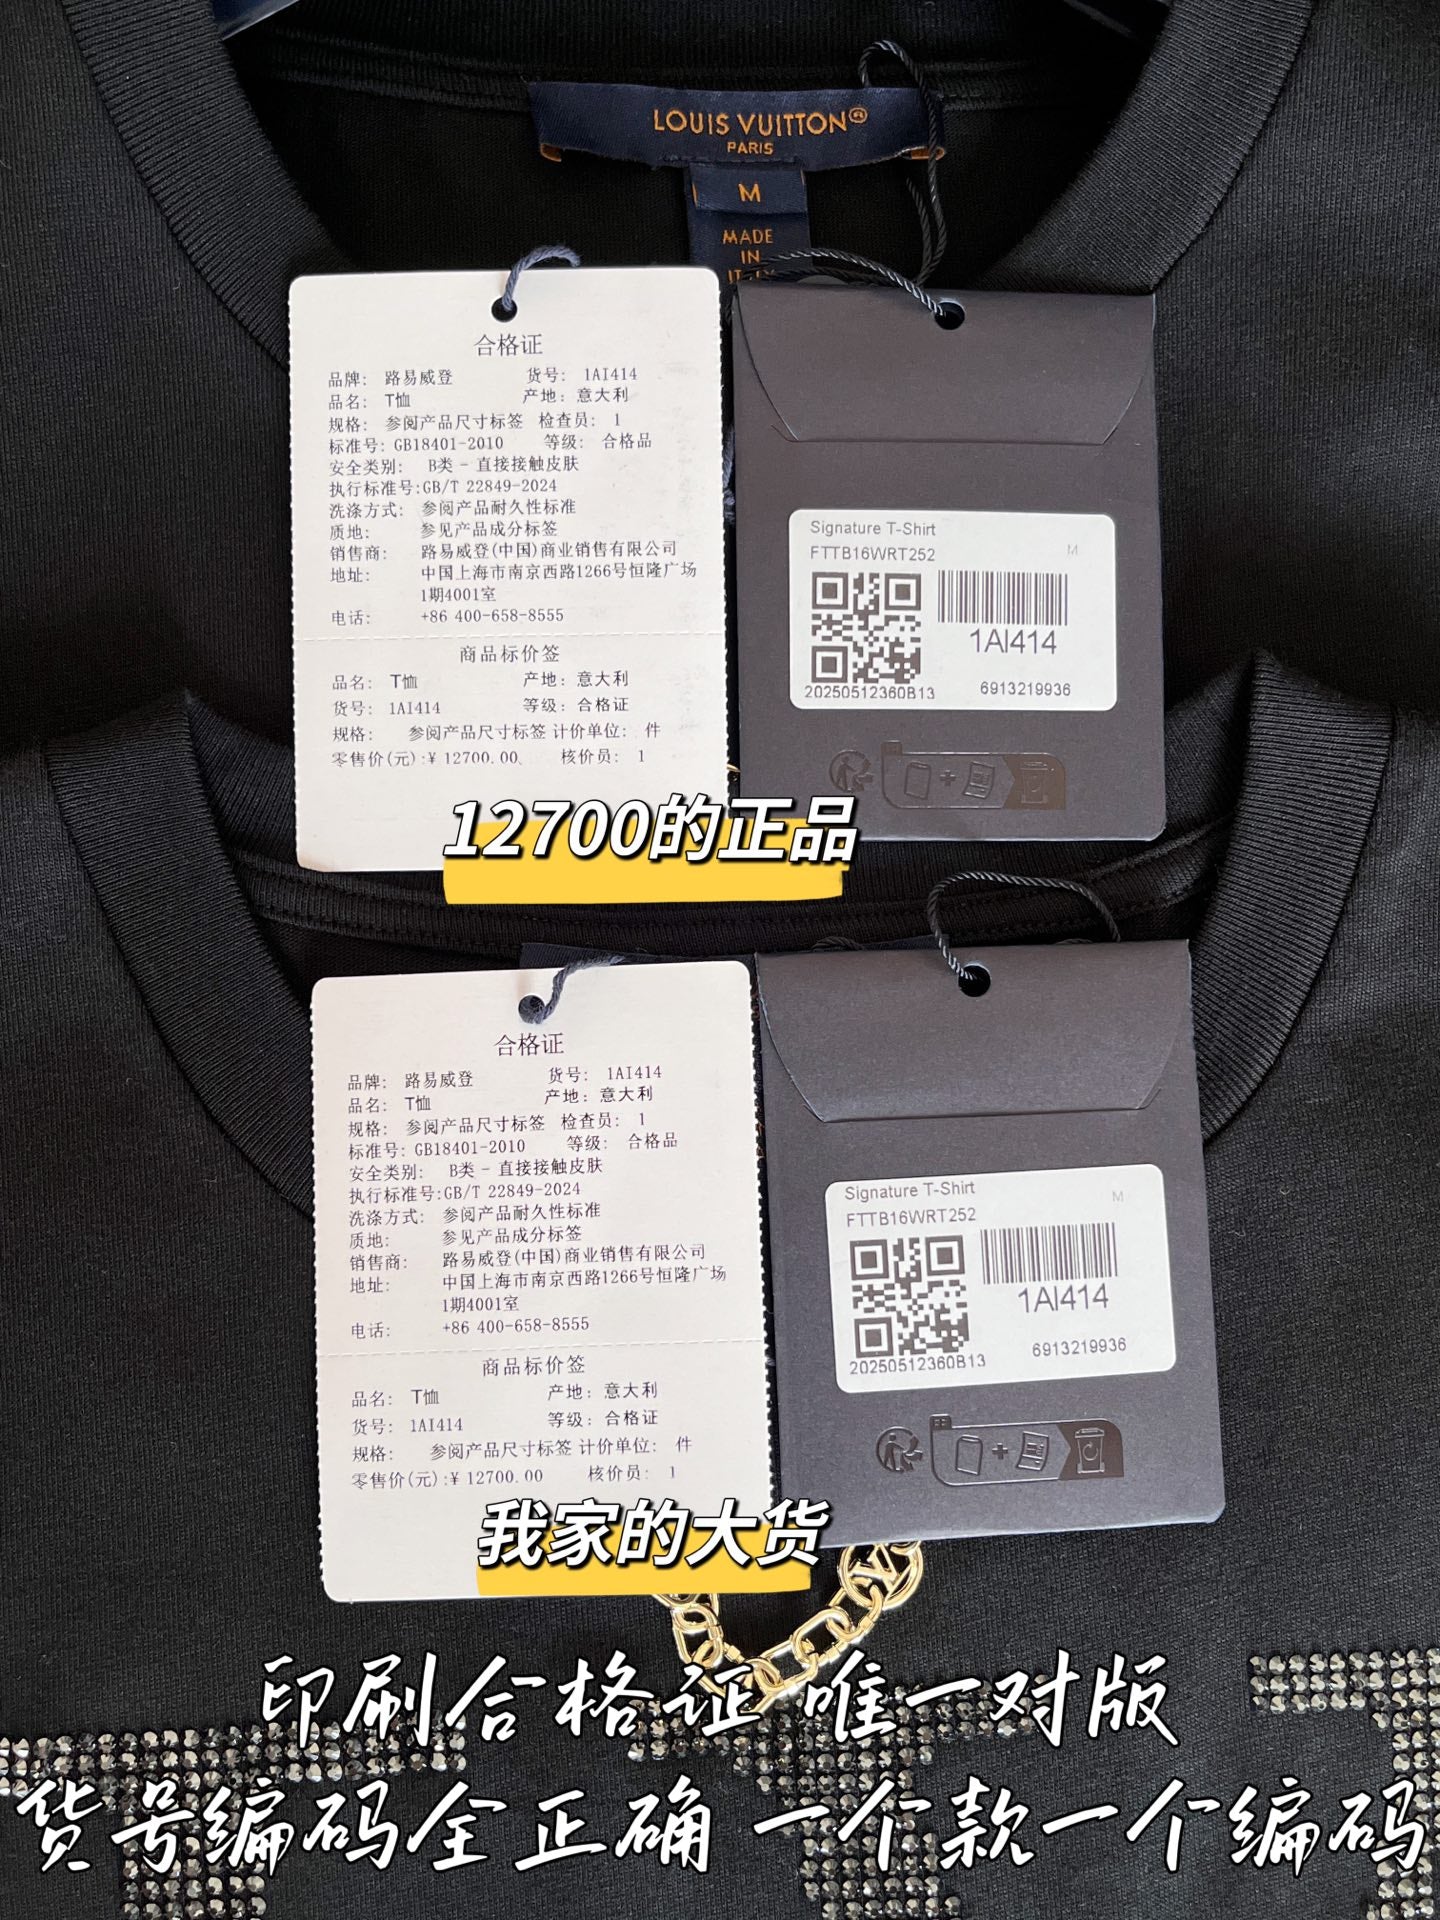 LOUIS VUITTON®
PARIS
M
MADE
IN
ITALY
合格证
品牌: 路易威登 货号: 1AI414
品名: T恤 产地: 意大利
规格: 参阅产品尺寸标签 检查员: 1
标准号: GB18401-2010 等级: 合格品
安全类别: B类 - 直接接触皮肤
执行标准号:GB/T 22849-2024
洗涤方式: 参阅产品耐久性标准
质地: 参见产品成分标签
销售商: 路易威登(中国)商业销售有限公司
地址: 中国上海市南京西路1266号恒隆广场
1期4001室
电话: +86 400-658-8555
商品标价签
品名: T恤 产地: 意大利
货号: 1AI414 等级: 合格证
规格: 参阅产品尺寸标签 计价单位: 件
零售价(元):¥ 12700.00 核价员: 1
Signature T-Shirt
FTTB16WRT252 M
1AI414
20250512360B13 6913219936
12700的正品
合格证
品牌: 路易威登 货号: 1AI414
品名: T恤 产地: 意大利
规格: 参阅产品尺寸标签 检查员: 1
标准号: GB18401-2010 等级: 合格品
安全类别: B类 - 直接接触皮肤
执行标准号:GB/T 22849-2024
洗涤方式: 参阅产品耐久性标准
质地: 参见产品成分标签
销售商: 路易威登(中国)商业销售有限公司
地址: 中国上海市南京西路1266号恒隆广场
1期4001室
电话: +86 400-658-8555
商品标价签
品名: T恤 产地: 意大利
货号: 1AI414 等级: 合格证
规格: 参阅产品尺寸标签 计价单位: 件
零售价(元):¥ 12700.00 核价员: 1
Signature T-Shirt M
FTTB16WRT252
1AI414
20250512360B13 6913219936
我家的大货
LV
印刷合格证 唯一对版
货号编码全正确 一个款一个编码